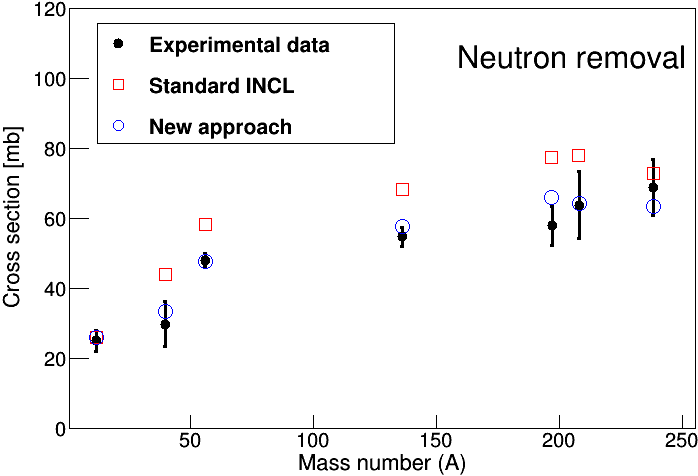 120
100
80
60
40
20
0
Cross section [mb]
Experimental data
Standard INCL
New approach
Neutron removal
50
100
150
200
250
Mass number (A)